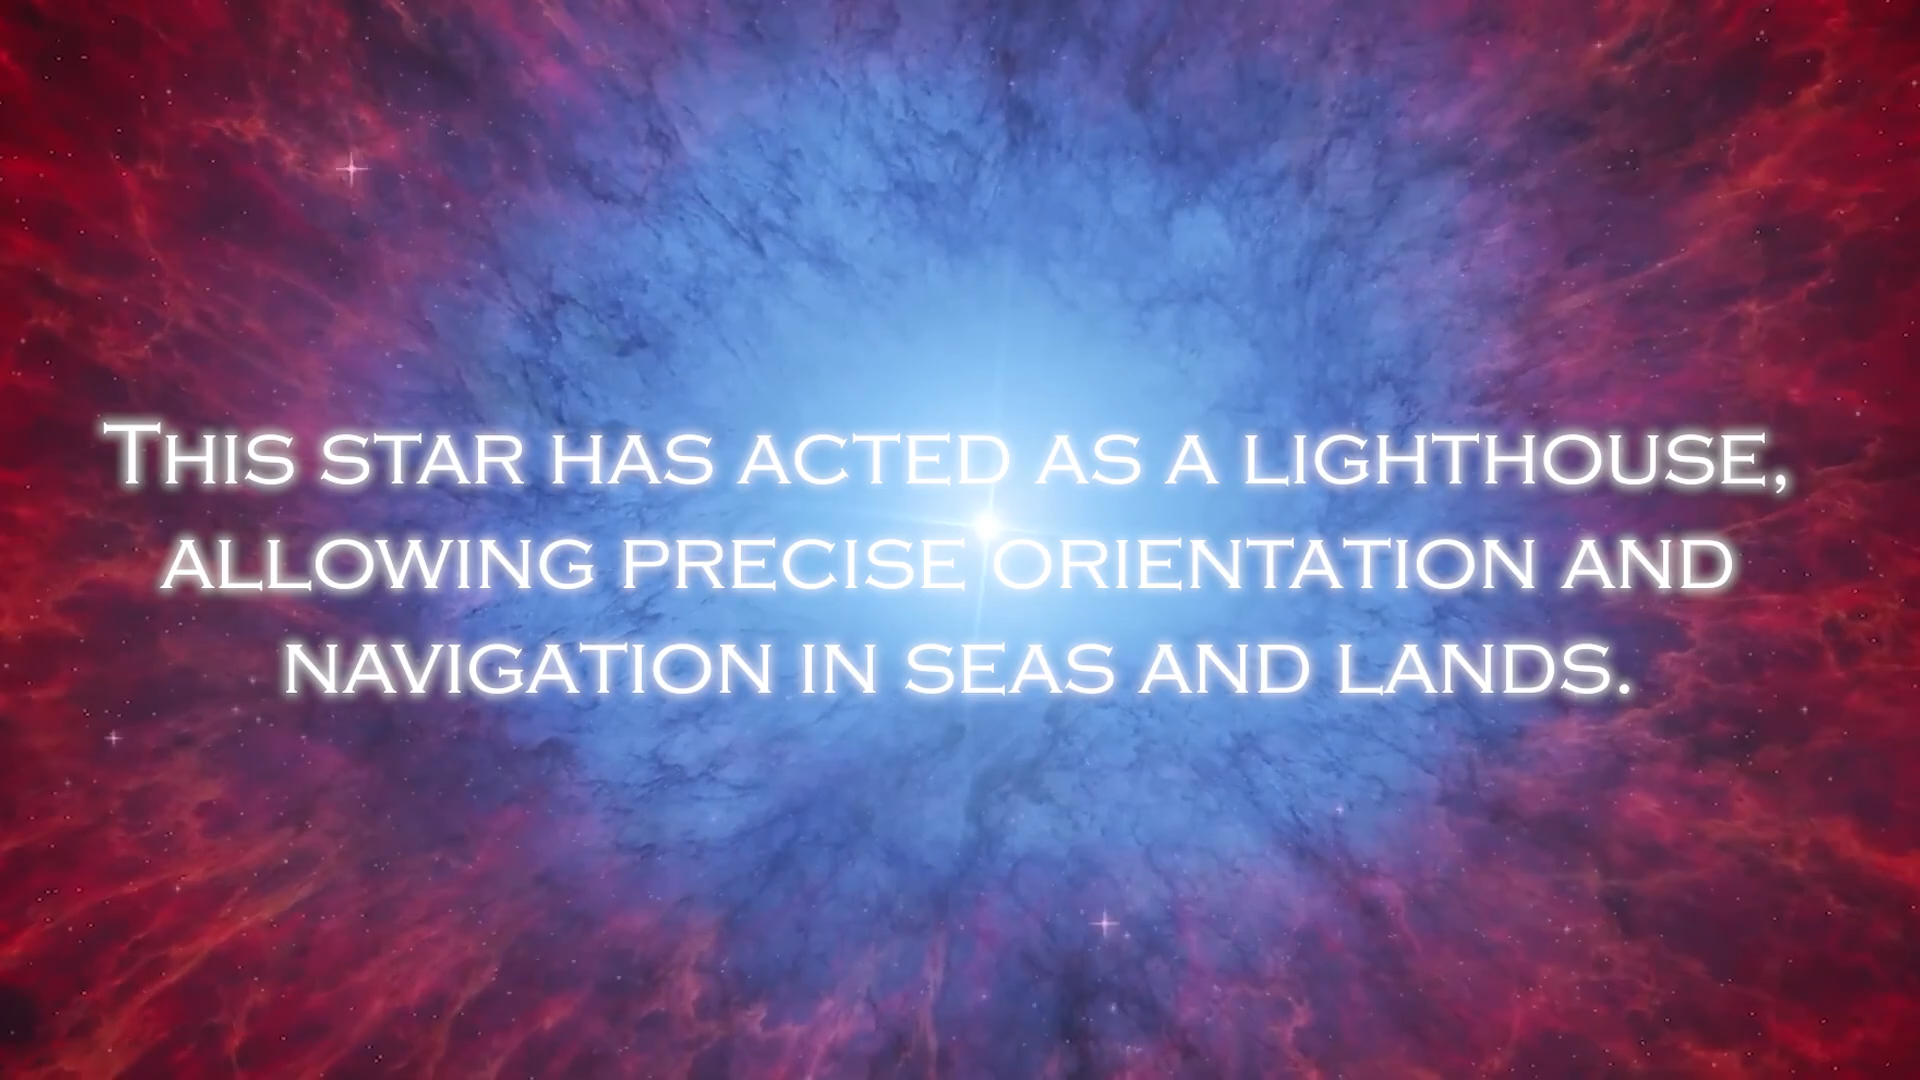 This star has acted as a lighthouse,
allowing precise orientation and
navigation in seas and lands.